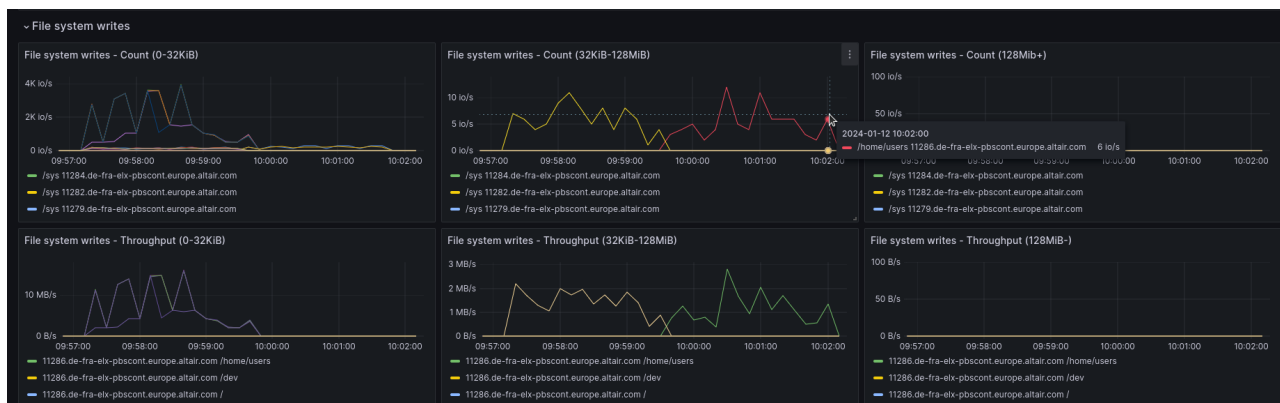 File system writes
File system writes - Count (0-32KiB)
4K io/s
2K io/s
0 io/s
09:57:00 09:58:00 09:59:00 10:00:00 10:01:00 10:02:00
/sys 11284.de-fra-elx-pbscont.europe.altair.com
/sys 11282.de-fra-elx-pbscont.europe.altair.com
/sys 11279.de-fra-elx-pbscont.europe.altair.com
File system writes - Count (32KiB-128MiB)
10 io/s
5 io/s
0 io/s
09:57:00 09:58:00 09:59:00 10:00:00 10:01:00 10:02:00
/sys 11284.de-fra-elx-pbscont.europe.altair.com
/sys 11282.de-fra-elx-pbscont.europe.altair.com
/sys 11279.de-fra-elx-pbscont.europe.altair.com
File system writes - Count (128Mib+)
100 io/s
50 io/s
2024-01-12 10:02:00
/home/users 11286.de-fra-elx-pbscont.europe.altair.com 6 io/s
09:57:00 09:58:00 09:59:00 10:00:00 10:01:00 10:02:00
/sys 11284.de-fra-elx-pbscont.europe.altair.com
/sys 11282.de-fra-elx-pbscont.europe.altair.com
/sys 11279.de-fra-elx-pbscont.europe.altair.com
File system writes - Throughput (0-32KiB)
10 MB/s
0 B/s
09:57:00 09:58:00 09:59:00 10:00:00 10:01:00 10:02:00
11286.de-fra-elx-pbscont.europe.altair.com /home/users
11286.de-fra-elx-pbscont.europe.altair.com /dev
11286.de-fra-elx-pbscont.europe.altair.com /
File system writes - Throughput (32KiB-128MiB)
3 MB/s
2 MB/s
1 MB/s
0 B/s
09:57:00 09:58:00 09:59:00 10:00:00 10:01:00 10:02:00
11286.de-fra-elx-pbscont.europe.altair.com /home/users
11286.de-fra-elx-pbscont.europe.altair.com /dev
11286.de-fra-elx-pbscont.europe.altair.com /
File system writes - Throughput (128MiB-)
100 B/s
50 B/s
0 B/s
09:57:00 09:58:00 09:59:00 10:00:00 10:01:00 10:02:00
11286.de-fra-elx-pbscont.europe.altair.com /home/users
11286.de-fra-elx-pbscont.europe.altair.com /dev
11286.de-fra-elx-pbscont.europe.altair.com /